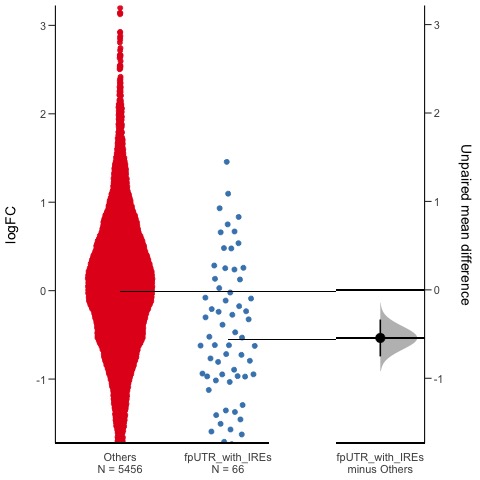 logFC
3
2
1
0
-1
Others
N = 5456
fpUTR_with_IREs
N = 66
3
2
1
0
-1
Unpaired mean difference
fpUTR_with_IREs
minus Others